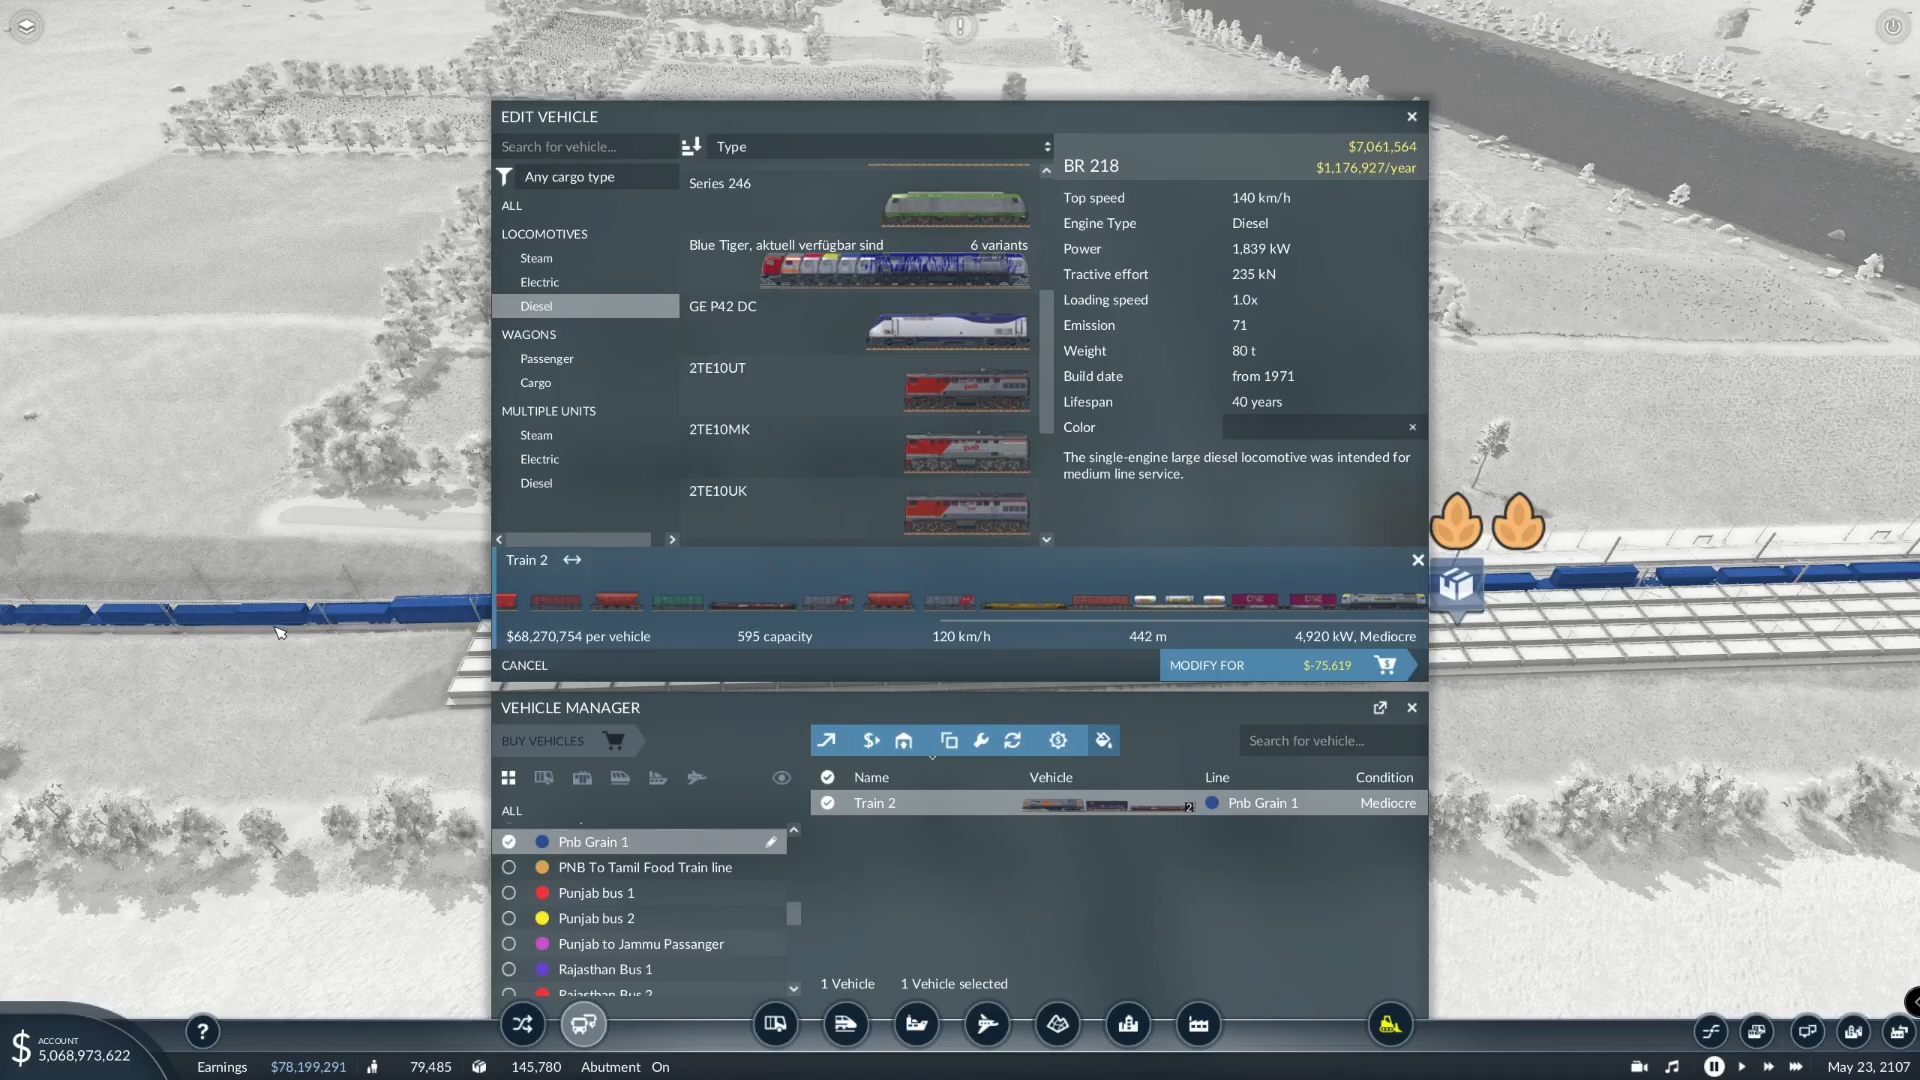 EDIT VEHICLE
Search for vehicle...
Type
Any cargo type
ALL
LOCOMOTIVES
Steam
Electric
Diesel
WAGONS
Passenger
Cargo
MULTIPLE UNITS
Steam
Electric
Diesel
Series 246
Blue Tiger, aktuell verfügbar sind 6 variants
GE P42 DC
2TE10UT
2TE10MK
2TE10UK
$7,061,564
BR 218 $1,176,927/year
Top speed 140 km/h
Engine Type Diesel
Power 1,839 kW
Tractive effort 235 kN
Loading speed 1.0x
Emission 71
Weight 80 t
Build date from 1971
Lifespan 40 years
Color
The single-engine large diesel locomotive was intended for
medium line service.
Train 2
$68,270,754 per vehicle 595 capacity 120 km/h 442 m 4,920 kW, Mediocre
CANCEL
MODIFY FOR $-75,619
VEHICLE MANAGER
BUY VEHICLES
Search for vehicle...
ALL
Pnb Grain 1
PNB To Tamil Food Train line
Punjab bus 1
Punjab bus 2
Punjab to Jammu Passanger
Rajasthan Bus 1
Rajasthan Bus 2
Name Vehicle Line Condition
Train 2 2 Pnb Grain 1 Mediocre
1 Vehicle 1 Vehicle selected
?
$ ACCOUNT
5,068,973,622
Earnings $78,199,291 79,485 145,780 Abutment On
May 23, 2107